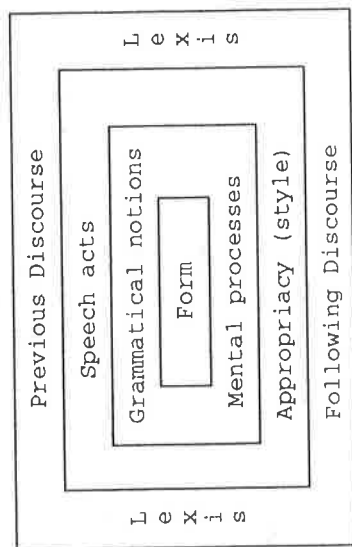 Previous Discourse
Speech acts
Grammatical notions
Form
Mental processes
Appropriacy (style)
Following Discourse
Lexis
Lexis